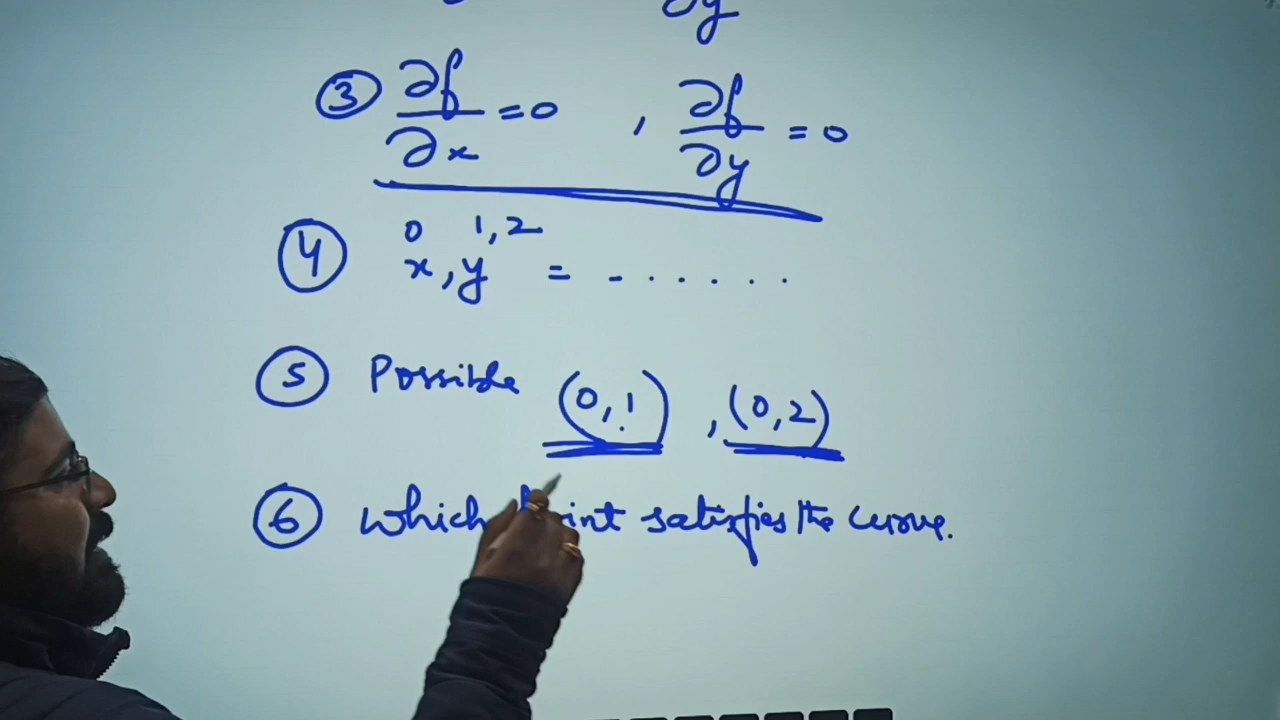 ∂y
③ ∂f/∂x = 0 , ∂f/∂y = 0
④ 0 1,2
x, y = - . . . . .
⑤ Possible (0,1) , (0,2)
⑥ which point satisfies the curve.